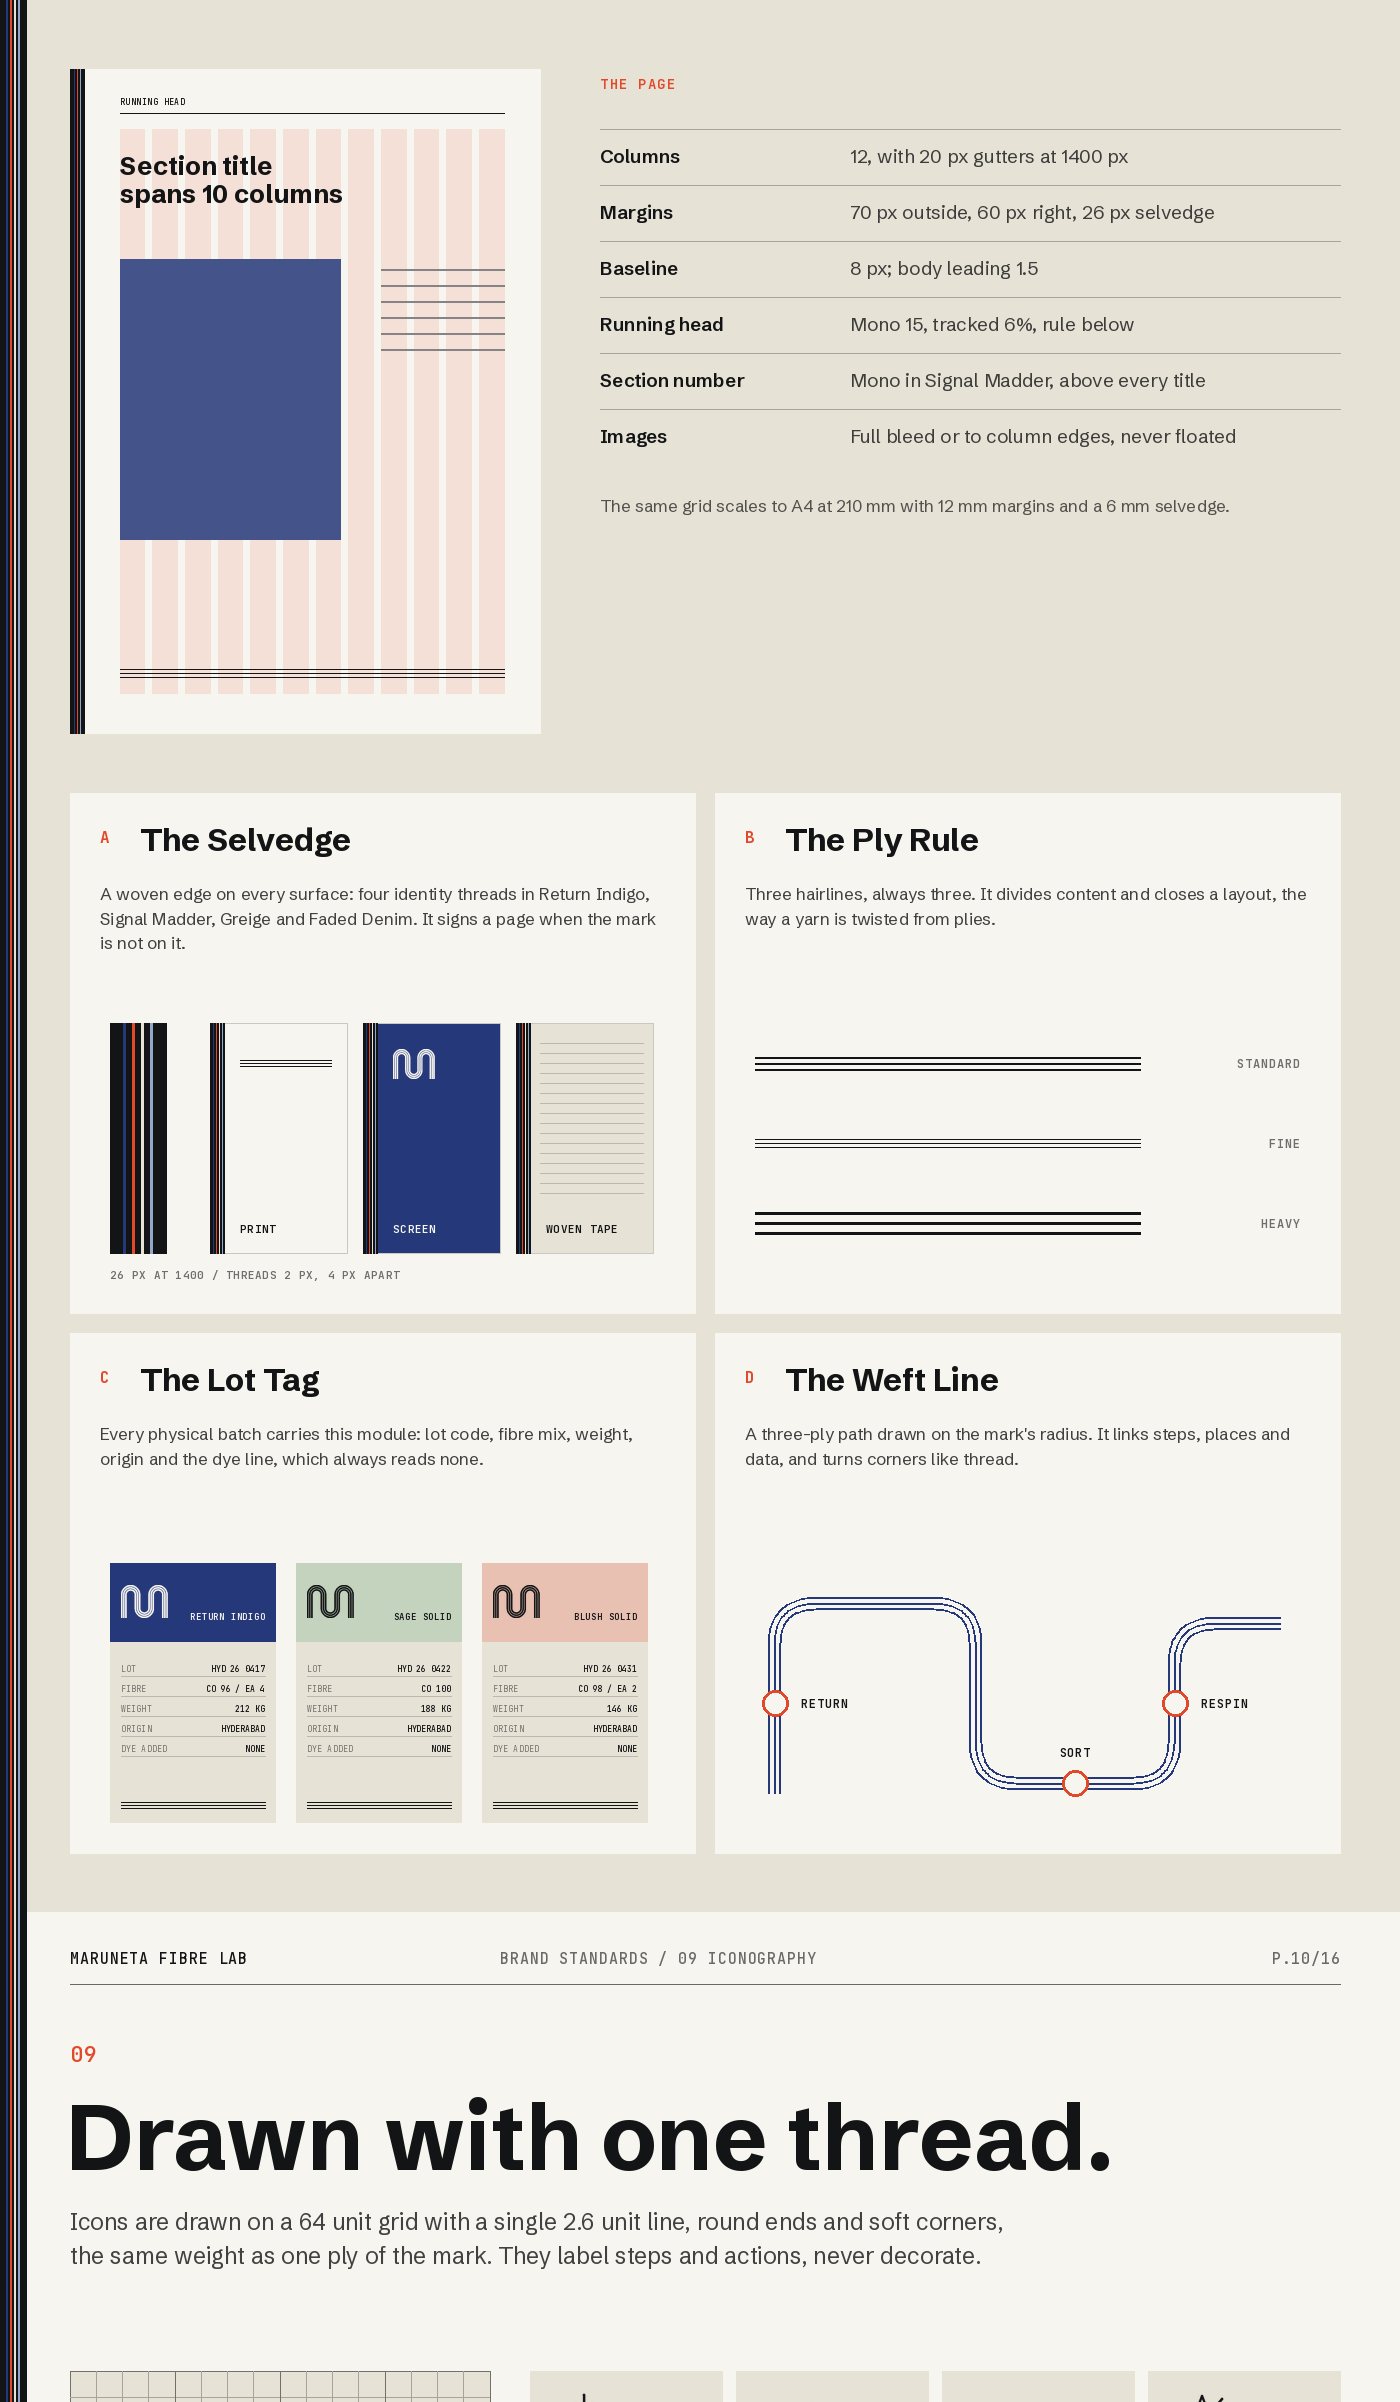 RUNNING HEAD
Section title
spans 10 columns
THE PAGE
Columns 12, with 20 px gutters at 1400 px
Margins 70 px outside, 60 px right, 26 px selvedge
Baseline 8 px; body leading 1.5
Running head Mono 15, tracked 6%, rule below
Section number Mono in Signal Madder, above every title
Images Full bleed or to column edges, never floated
The same grid scales to A4 at 210 mm with 12 mm margins and a 6 mm selvedge.
A The Selvedge
A woven edge on every surface: four identity threads in Return Indigo,
Signal Madder, Greige and Faded Denim. It signs a page when the mark
is not on it.
PRINT
SCREEN
WOVEN TAPE
26 PX AT 1400 / THREADS 2 PX, 4 PX APART
B The Ply Rule
Three hairlines, always three. It divides content and closes a layout, the
way a yarn is twisted from plies.
STANDARD
FINE
HEAVY
C The Lot Tag
Every physical batch carries this module: lot code, fibre mix, weight,
origin and the dye line, which always reads none.
RETURN INDIGO
LOT HYD 26 0417
FIBRE CO 96 / EA 4
WEIGHT 212 KG
ORIGIN HYDERABAD
DYE ADDED NONE
SAGE SOLID
LOT HYD 26 0422
FIBRE CO 100
WEIGHT 188 KG
ORIGIN HYDERABAD
DYE ADDED NONE
BLUSH SOLID
LOT HYD 26 0431
FIBRE CO 98 / EA 2
WEIGHT 146 KG
ORIGIN HYDERABAD
DYE ADDED NONE
D The Weft Line
A three-ply path drawn on the mark's radius. It links steps, places and
data, and turns corners like thread.
RETURN
SORT
RESPIN
MARUNETA FIBRE LAB BRAND STANDARDS / 09 ICONOGRAPHY P.10/16
09
Drawn with one thread.
Icons are drawn on a 64 unit grid with a single 2.6 unit line, round ends and soft corners,
the same weight as one ply of the mark. They label steps and actions, never decorate.